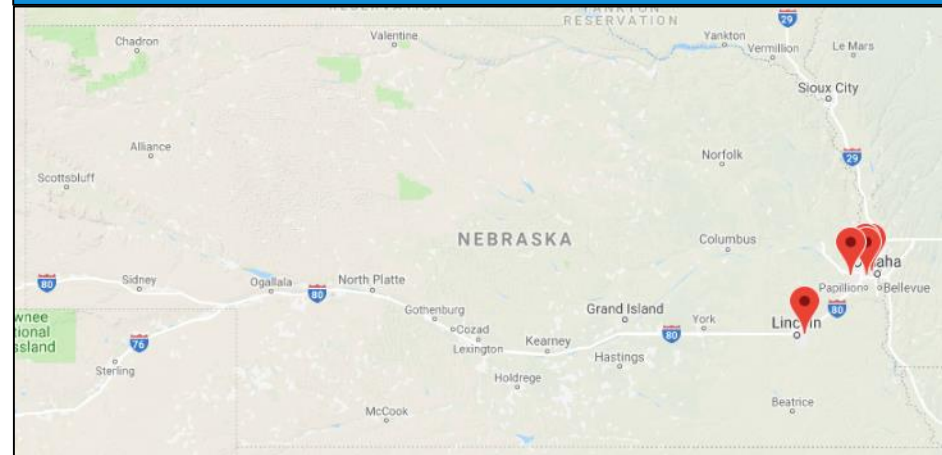 RESERVATION
YANKTON
RESERVATION
29
Chadron
Valentine
Yankton
Vermillion
Le Mars
Sioux City
Alliance
Norfolk
29
Scottsbluff
NEBRASKA
Columbus
80
Sidney
Ogallala
80
North Platte
Papillion
Bellevue
Gothenburg
Grand Island
80
Cozad
York
80
76
Lexington
Kearney
Hastings
Sterling
Holdrege
Beatrice
McCook